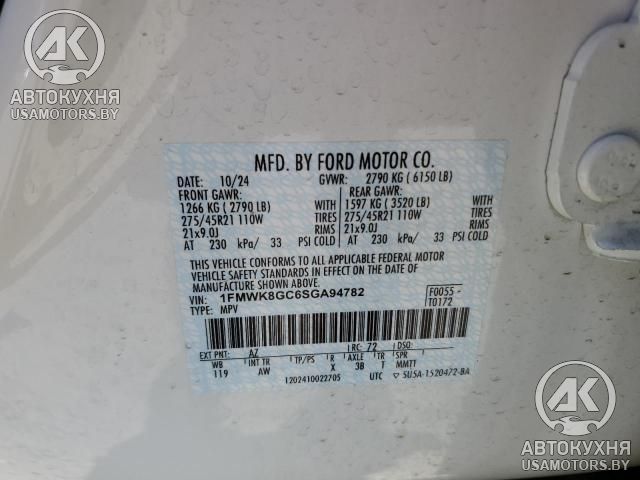 AK
АВТОКУХНЯ
USAMOTORS.BY
MFD. BY FORD MOTOR CO.
DATE: 10/24 GVWR: 2790 KG ( 6150 LB)
FRONT GAWR: REAR GAWR:
1266 KG ( 2790 LB) WITH 1597 KG ( 3520 LB) WITH
275/45R21 110W TIRES 275/45R21 110W TIRES
21x9.0J RIMS 21x9.0J RIMS
AT 230 kPa/ 33 PSI COLD AT 230 kPa/ 33 PSI COLD
THIS VEHICLE CONFORMS TO ALL APPLICABLE FEDERAL MOTOR
VEHICLE SAFETY STANDARDS IN EFFECT ON THE DATE OF
MANUFACTURE SHOWN ABOVE.
VIN: 1FMWK8GC6SGA94782 F0055
TYPE: MPV T0172
EXT PNT: AZ RC: 72 DSO:
WB INT TR TP/PS R AXLE TR SPR
119 AW X 38 T MMTT
1202410022705 UTC ▽ 5U5A-1520472-BA
AK
АВТОКУХНЯ
USAMOTORS.BY